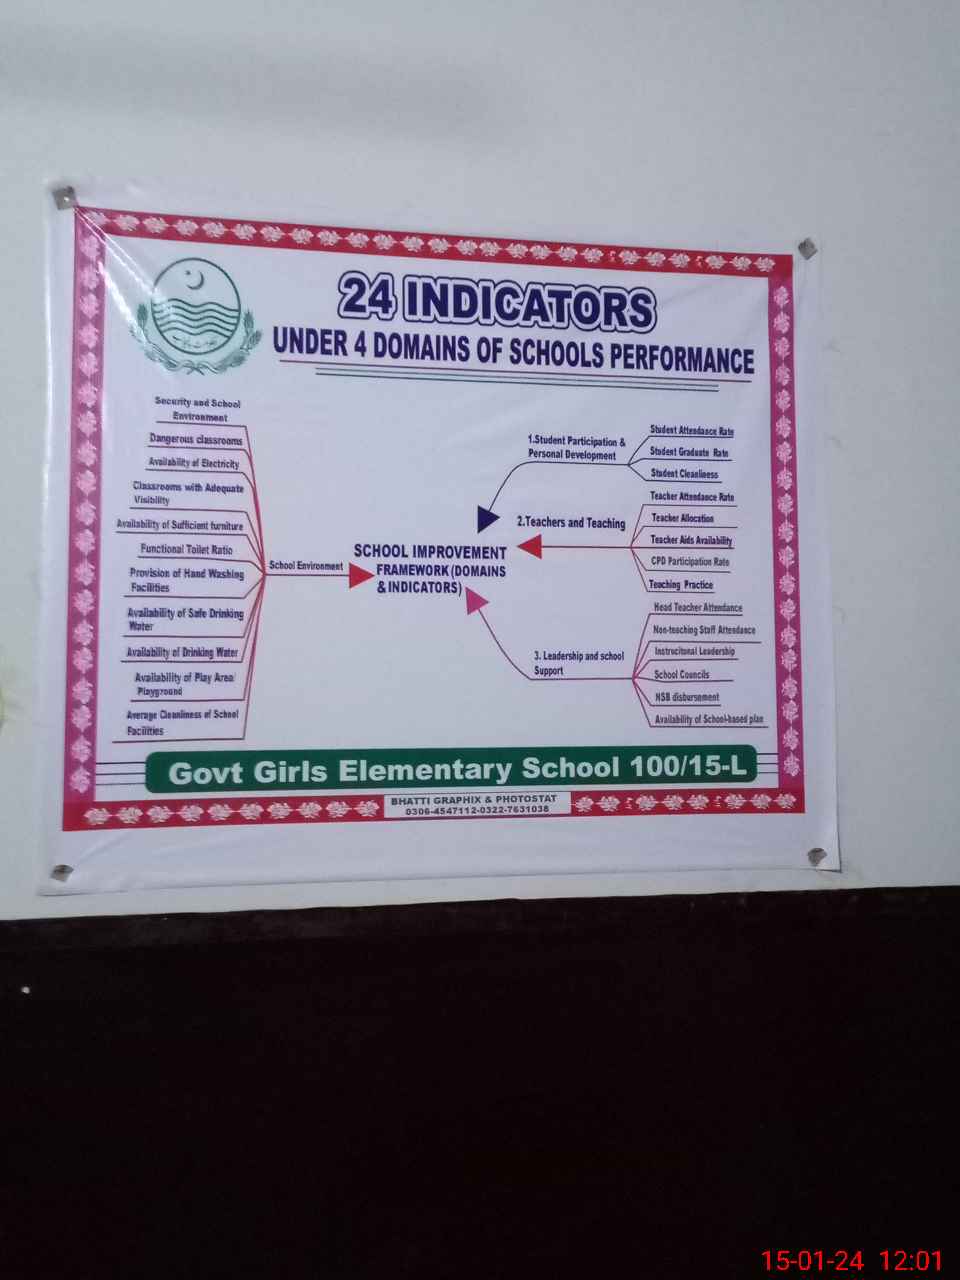 24 INDICATORS
UNDER 4 DOMAINS OF SCHOOLS PERFORMANCE
Security and School
Environment
Dangerous classrooms
Availability of Electricity
Classrooms with Adequate
Visibility
Availability of Sufficient furniture
Functional Toilet Ratio
Provision of Hand Washing
Facilities
Availability of Safe Drinking
Water
Availability of Drinking Water
Availability of Play Area
Playground
Average Cleanliness of School
Facilities
School Environment
SCHOOL IMPROVEMENT
FRAMEWORK (DOMAINS
& INDICATORS)
1.Student Participation &
Personal Development
Student Attendance Rate
Student Graduate Rate
Student Cleanliness
2.Teachers and Teaching
Teacher Attendance Rate
Teacher Allocation
Teacher Aids Availability
CPD Participation Rate
Teaching Practice
3. Leadership and school
Support
Head Teacher Attendance
Non-teaching Staff Attendance
Instrucitonal Leadership
School Councils
NSB disbursement
Availability of School-based plan
Govt Girls Elementary School 100/15-L
BHATTI GRAPHIX & PHOTOSTAT
0306-4547112-0322-7631038
15-01-24 12:01